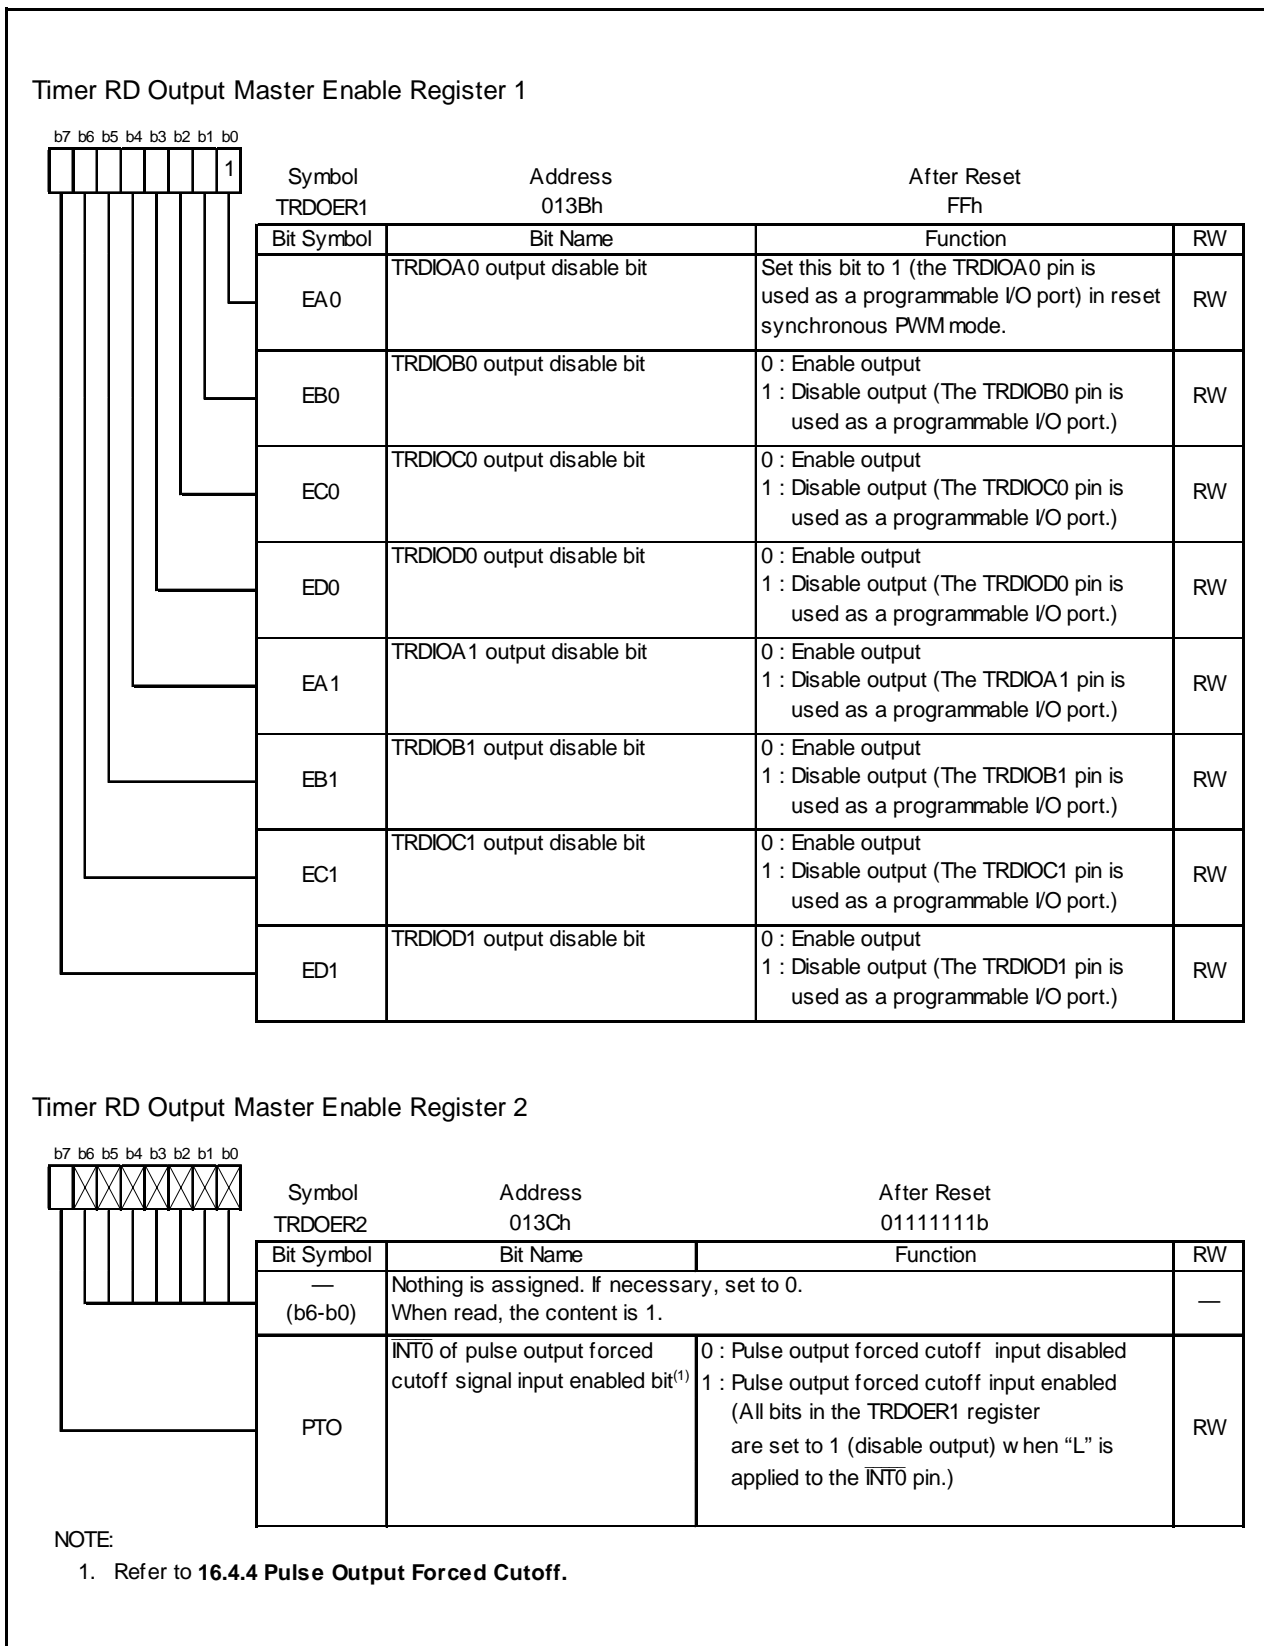 Timer RD Output Master Enable Register 1
b7 b6 b5 b4 b3 b2 b1 b0
1
Symbol Address After Reset
TRDOER1 013Bh FFh
Bit Symbol Bit Name Function RW
EA0 TRDIOA0 output disable bit Set this bit to 1 (the TRDIOA0 pin is
used as a programmable I/O port) in reset
synchronous PWM mode. RW
EB0 TRDIOB0 output disable bit 0 : Enable output
1 : Disable output (The TRDIOB0 pin is
used as a programmable I/O port.) RW
EC0 TRDIOC0 output disable bit 0 : Enable output
1 : Disable output (The TRDIOC0 pin is
used as a programmable I/O port.) RW
ED0 TRDIOD0 output disable bit 0 : Enable output
1 : Disable output (The TRDIOD0 pin is
used as a programmable I/O port.) RW
EA1 TRDIOA1 output disable bit 0 : Enable output
1 : Disable output (The TRDIOA1 pin is
used as a programmable I/O port.) RW
EB1 TRDIOB1 output disable bit 0 : Enable output
1 : Disable output (The TRDIOB1 pin is
used as a programmable I/O port.) RW
EC1 TRDIOC1 output disable bit 0 : Enable output
1 : Disable output (The TRDIOC1 pin is
used as a programmable I/O port.) RW
ED1 TRDIOD1 output disable bit 0 : Enable output
1 : Disable output (The TRDIOD1 pin is
used as a programmable I/O port.) RW
Timer RD Output Master Enable Register 2
b7 b6 b5 b4 b3 b2 b1 b0
Symbol Address After Reset
TRDOER2 013Ch 01111111b
Bit Symbol Bit Name Function RW
— Nothing is assigned. If necessary, set to 0.
(b6-b0) When read, the content is 1. —
PTO INT0 of pulse output forced
cutoff signal input enabled bit(1) 0 : Pulse output forced cutoff input disabled
1 : Pulse output forced cutoff input enabled
(All bits in the TRDOER1 register
are set to 1 (disable output) when “L” is
applied to the INT0 pin.) RW
NOTE:
1. Refer to 16.4.4 Pulse Output Forced Cutoff.